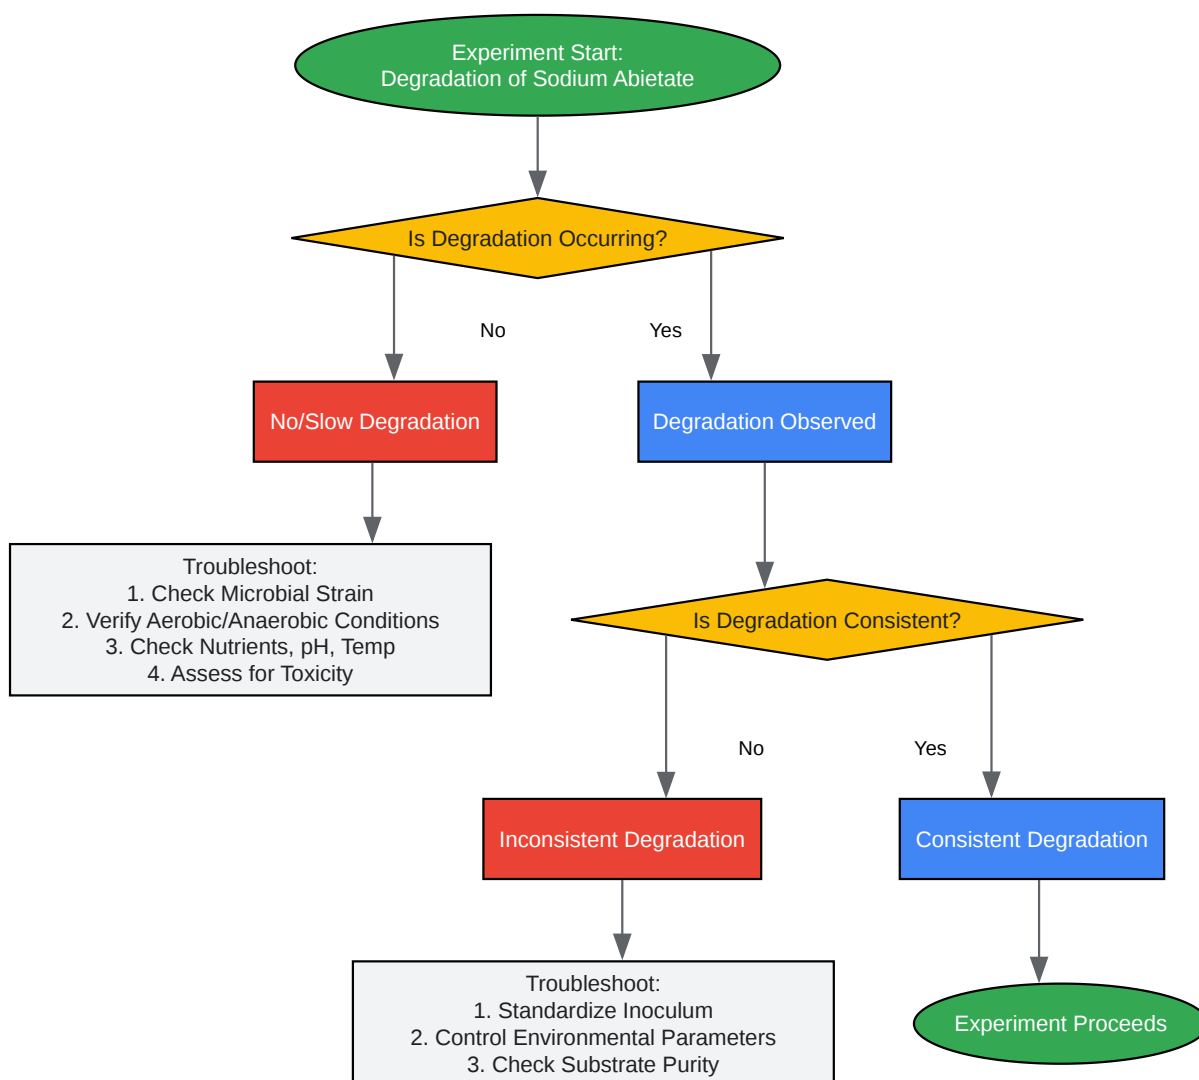 Experiment Start:
Degradation of Sodium Abietate
Is Degradation Occurring?
No
Yes
No/Slow Degradation
Degradation Observed
Troubleshoot:
1. Check Microbial Strain
2. Verify Aerobic/Anaerobic Conditions
3. Check Nutrients, pH, Temp
4. Assess for Toxicity
Is Degradation Consistent?
No
Yes
Inconsistent Degradation
Consistent Degradation
Troubleshoot:
1. Standardize Inoculum
2. Control Environmental Parameters
3. Check Substrate Purity
Experiment Proceeds